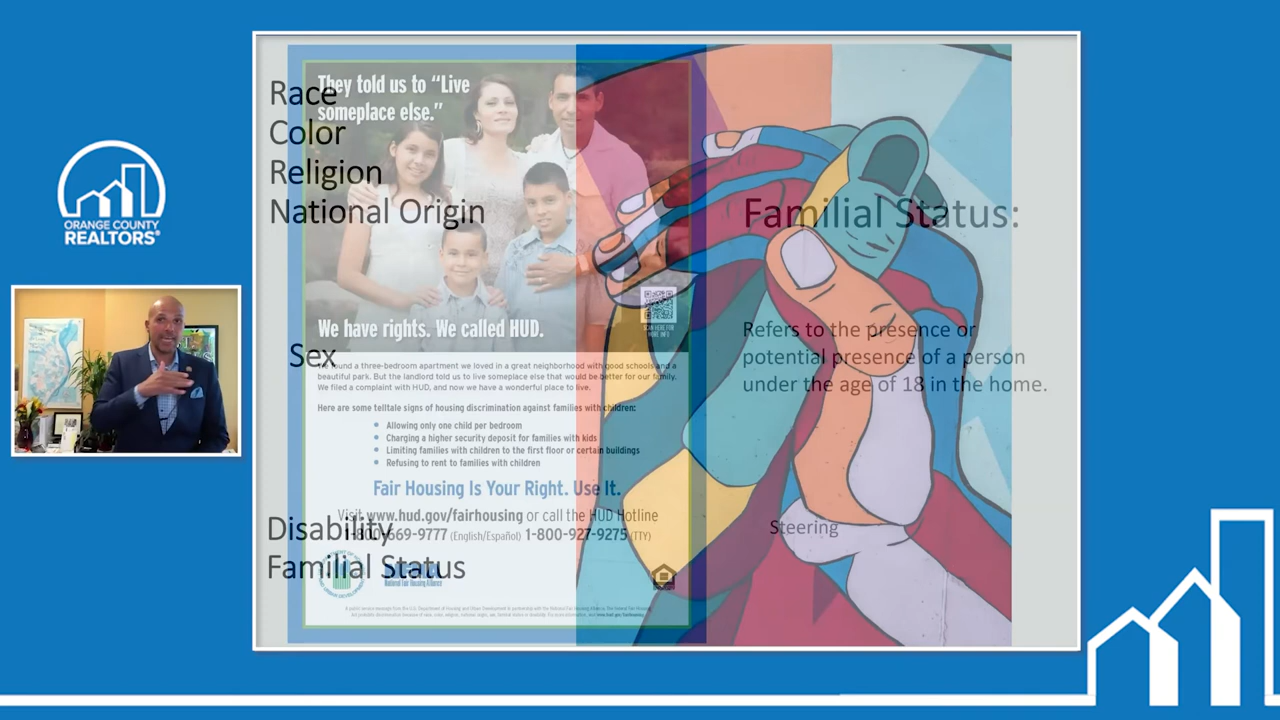 ORANGE COUNTY
REALTORS®
Race
Color
Religion
National Origin
Sex
Disability
Familial Status
They told us to “Live
someplace else.”
We have rights. We called HUD.
SCAN HERE FOR
MORE INFO
We found a three-bedroom apartment we loved in a great neighborhood with good schools and a
beautiful park. But the landlord told us to live someplace else that would be better for our family.
We filed a complaint with HUD, and now we have a wonderful place to live.
Here are some telltale signs of housing discrimination against families with children:
• Allowing only one child per bedroom
• Charging a higher security deposit for families with kids
• Limiting families with children to the first floor or certain buildings
• Refusing to rent to families with children
Fair Housing Is Your Right. Use It.
Visit www.hud.gov/fairhousing or call the HUD Hotline
1-800-669-9777 (English/Español) 1-800-927-9275 (TTY)
National Fair Housing Alliance
Familial Status:
Refers to the presence or
potential presence of a person
under the age of 18 in the home.
Steering